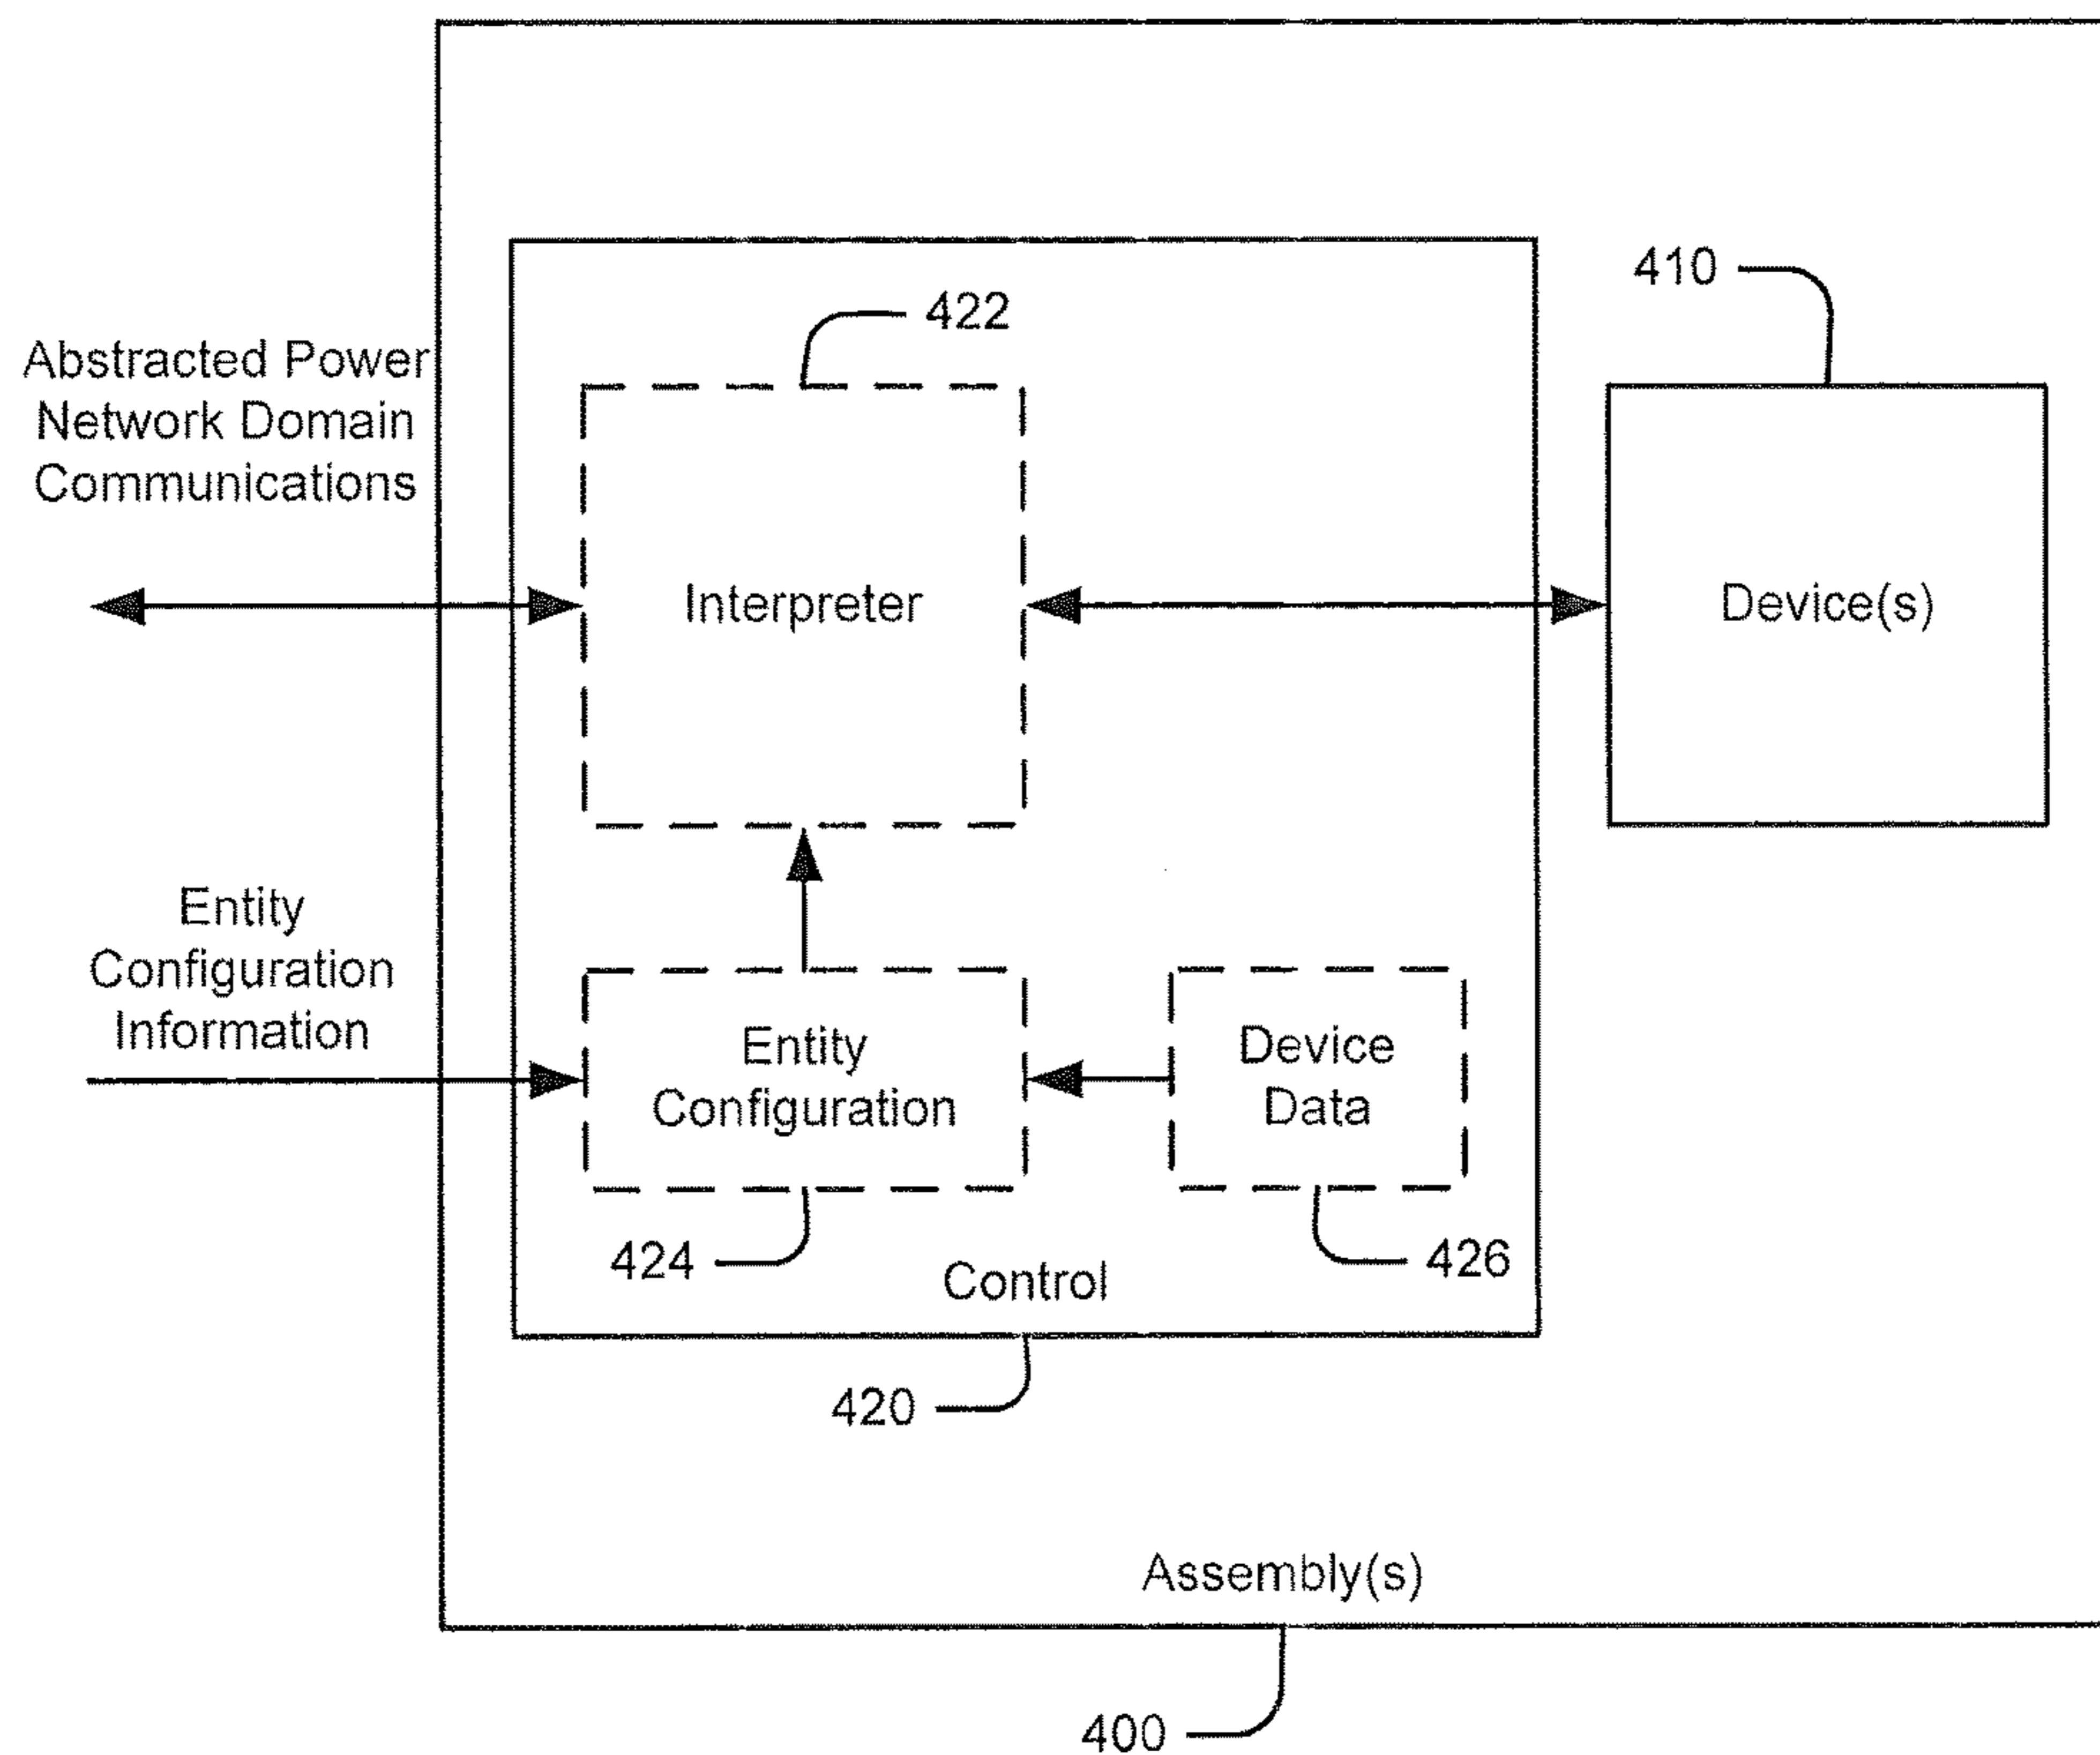 410
422
Abstracted Power
Network Domain
Communications
Interpreter
Device(s)
Entity
Configuration
Information
Entity
Configuration
Device
Data
424
426
Control
420
Assembly(s)
400